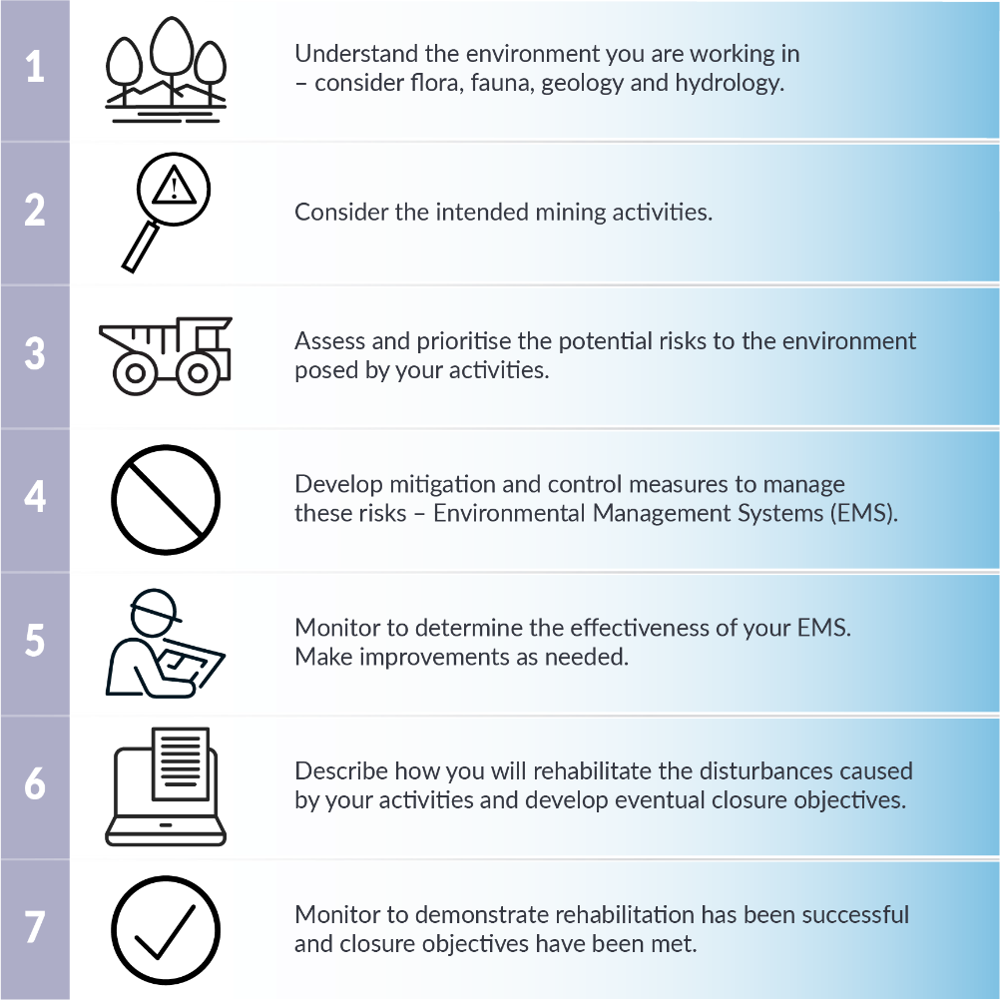 1
Understand the environment you are working in
– consider flora, fauna, geology and hydrology.
2
!
Consider the intended mining activities.
3
Assess and prioritise the potential risks to the environment
posed by your activities.
4
Develop mitigation and control measures to manage
these risks – Environmental Management Systems (EMS).
5
Monitor to determine the effectiveness of your EMS.
Make improvements as needed.
6
Describe how you will rehabilitate the disturbances caused
by your activities and develop eventual closure objectives.
7
Monitor to demonstrate rehabilitation has been successful
and closure objectives have been met.